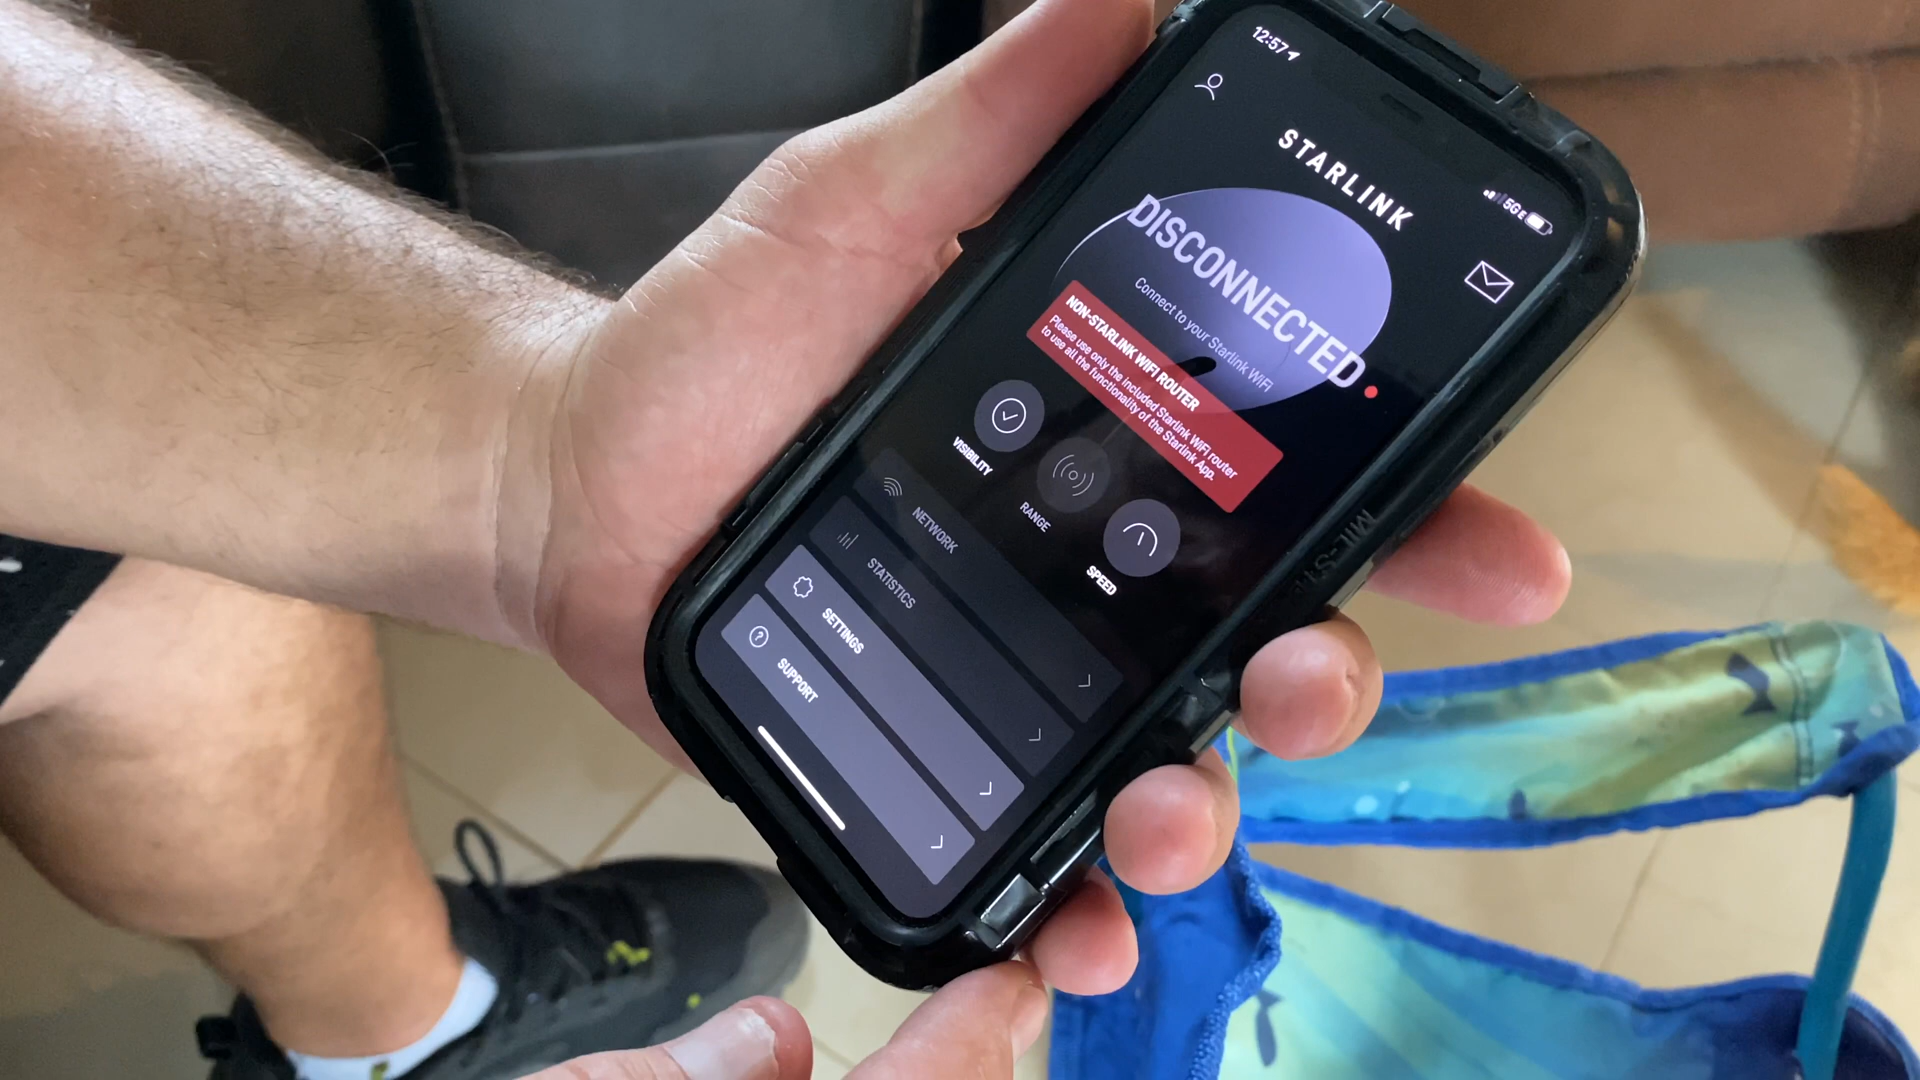 12:57
5GE
STARLINK
DISCONNECTED
Connect to your Starlink WiFi
NON-STARLINK WIFI ROUTER
Please use only the included Starlink WiFi router
to use all the functionality of the Starlink App.
VISIBILITY
RANGE
SPEED
NETWORK
STATISTICS
SETTINGS
SUPPORT